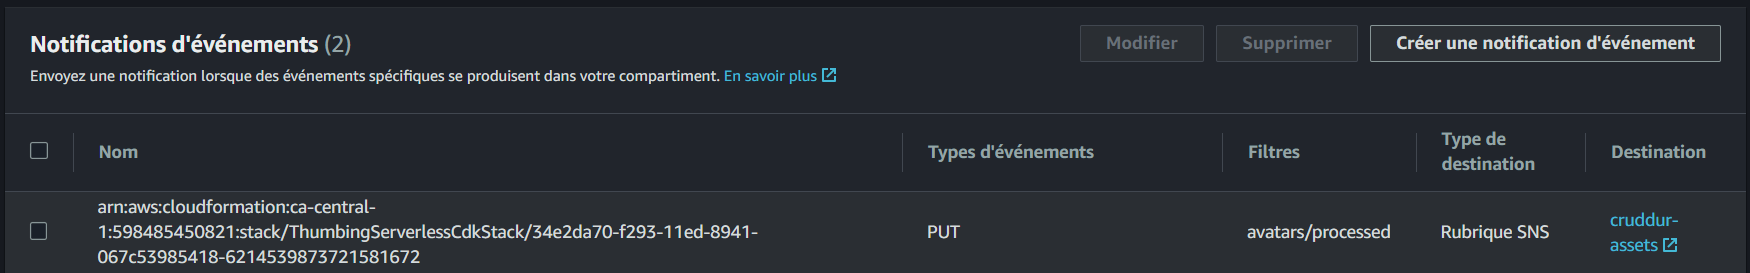 Notifications d'événements (2)
Modifier
Supprimer
Créer une notification d'événement
Envoyez une notification lorsque des événements spécifiques se produisent dans votre compartiment. En savoir plus
Nom
Types d'événements
Filtres
Type de
destination
Destination
arn:aws:cloudformation:ca-central-
1:598485450821:stack/ThumbingServerlessCdkStack/34e2da70-f293-11ed-8941-
067c53985418-6214539873721581672
PUT
avatars/processed
Rubrique SNS
cruddur-
assets